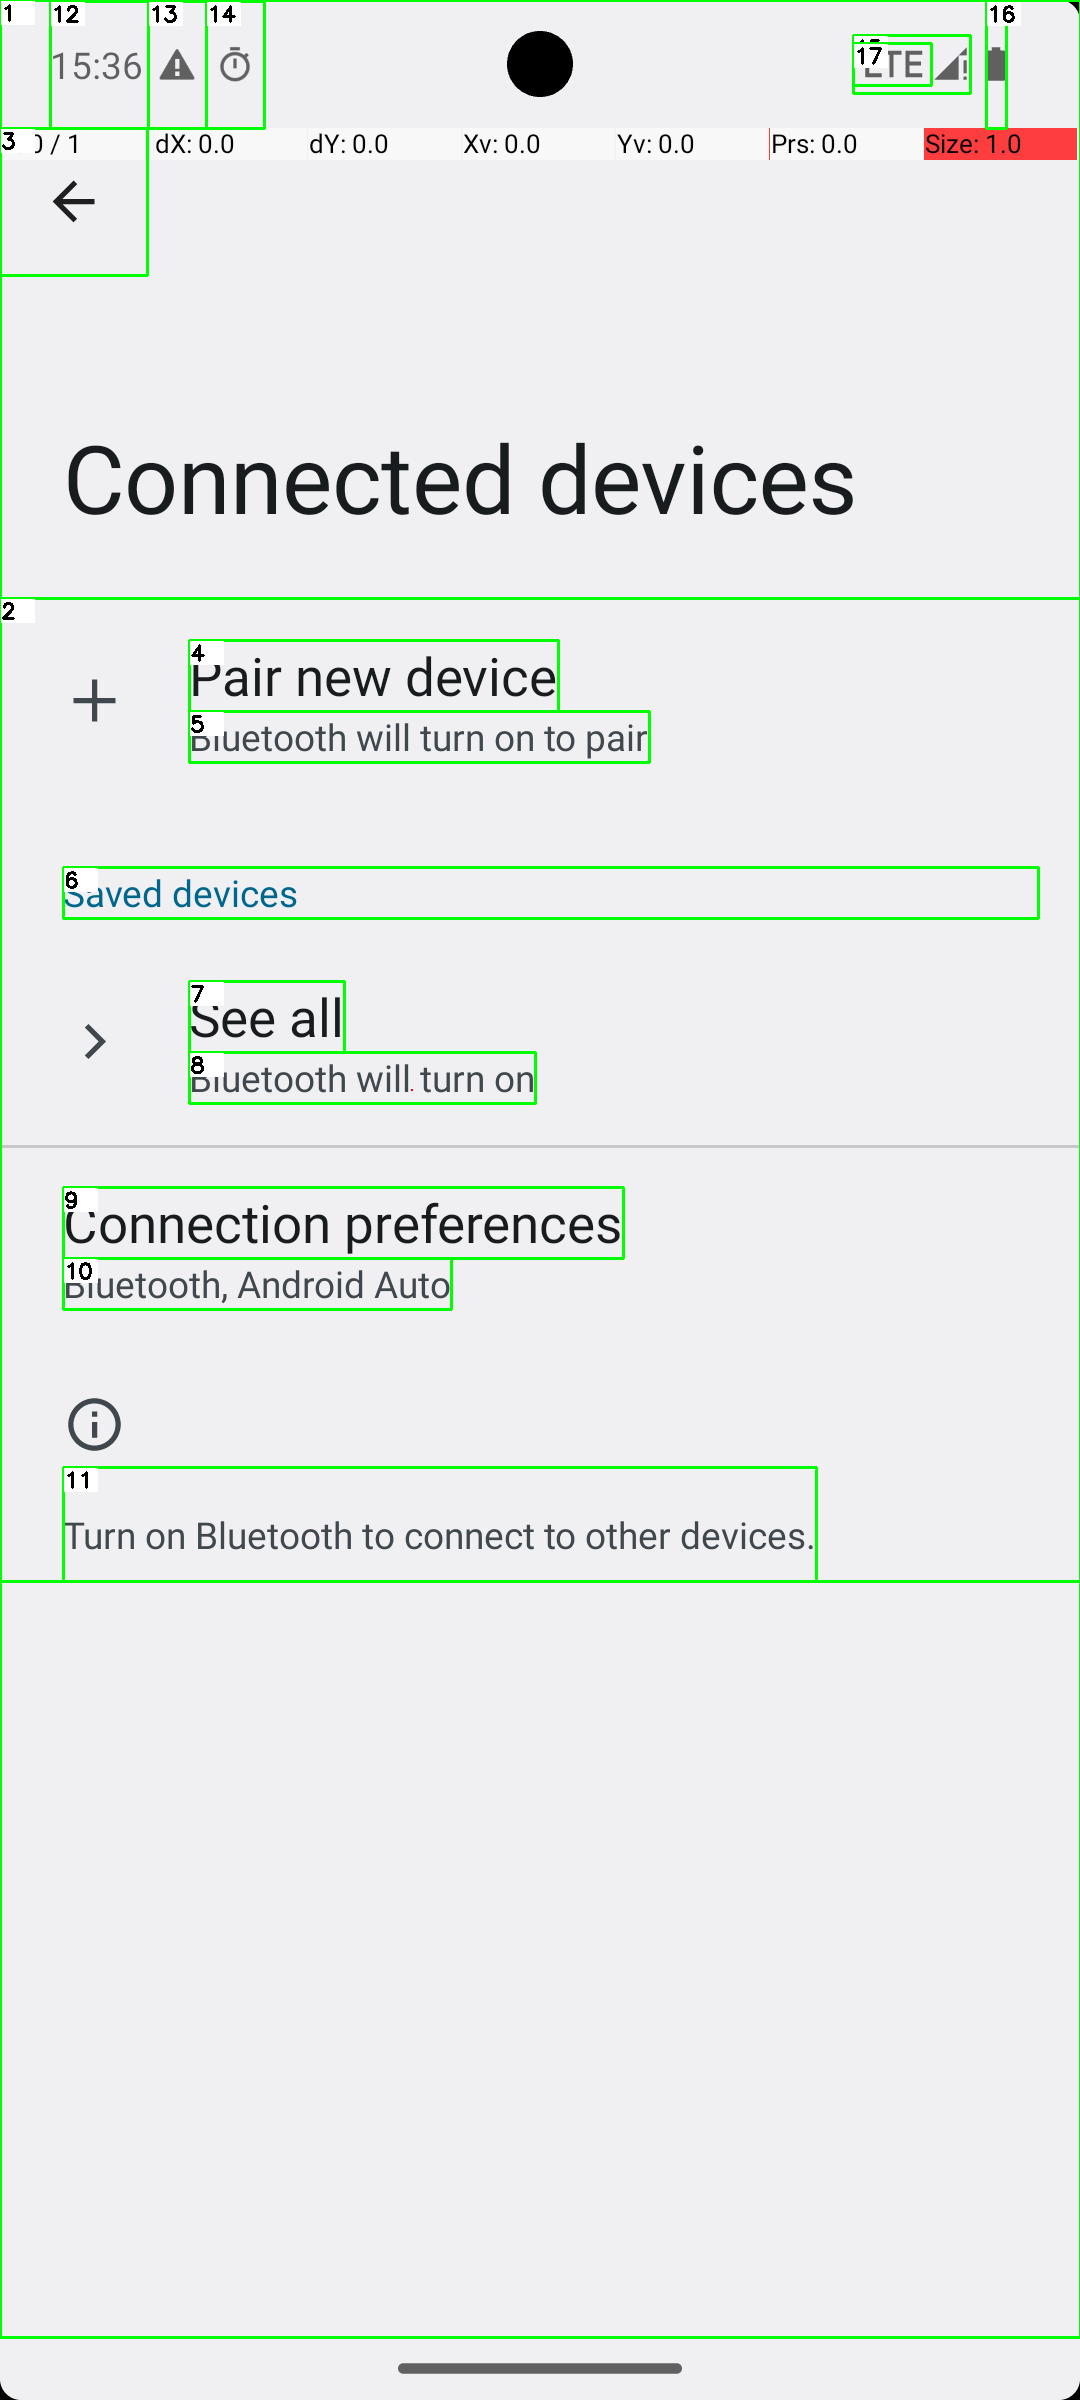 1 12 13 14 16
15:36 17 LTE
3 0 / 1 dX: 0.0 dY: 0.0 Xv: 0.0 Yv: 0.0 Prs: 0.0 Size: 1.0
Connected devices
2
4 Pair new device
5 Bluetooth will turn on to pair
6 Saved devices
7 See all
8 Bluetooth will turn on
9 Connection preferences
10 Bluetooth, Android Auto
11
Turn on Bluetooth to connect to other devices.